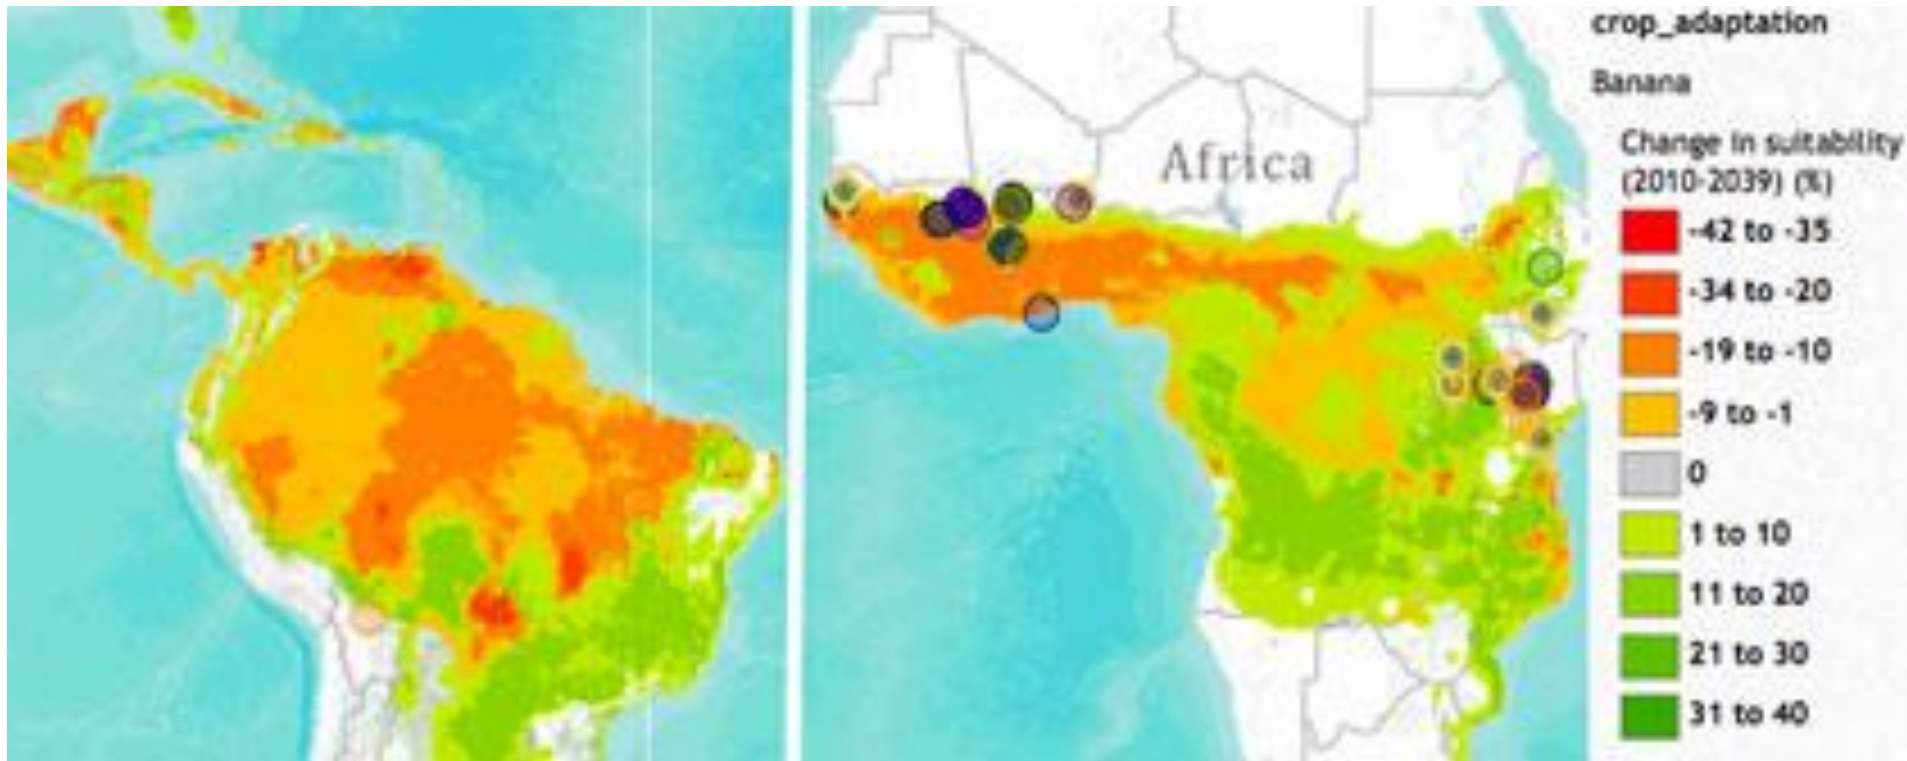 Africa
crop_adaptation
Banana
Change in suitability
(2010-2039) (%)
-42 to -35
-34 to -20
-19 to -10
-9 to -1
0
1 to 10
11 to 20
21 to 30
31 to 40